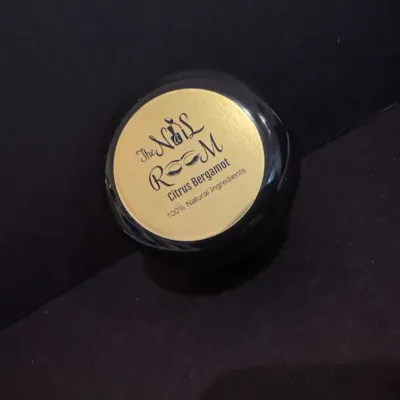 The NAIL
ROOM
Citrus Bergamot
100% Natural Ingredients